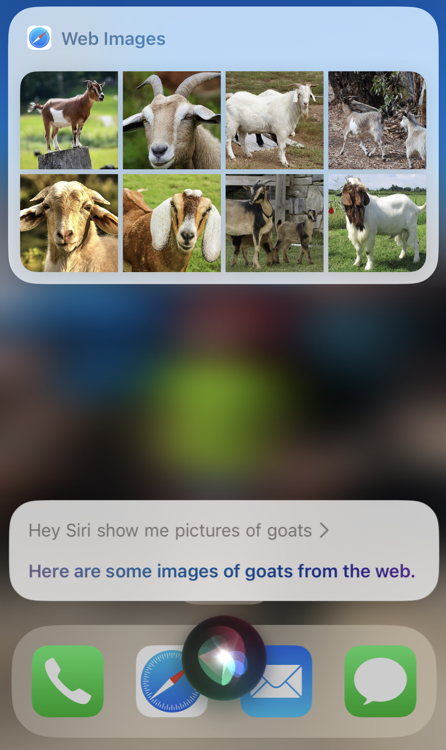 Web Images
Hey Siri show me pictures of goats
Here are some images of goats from the web.